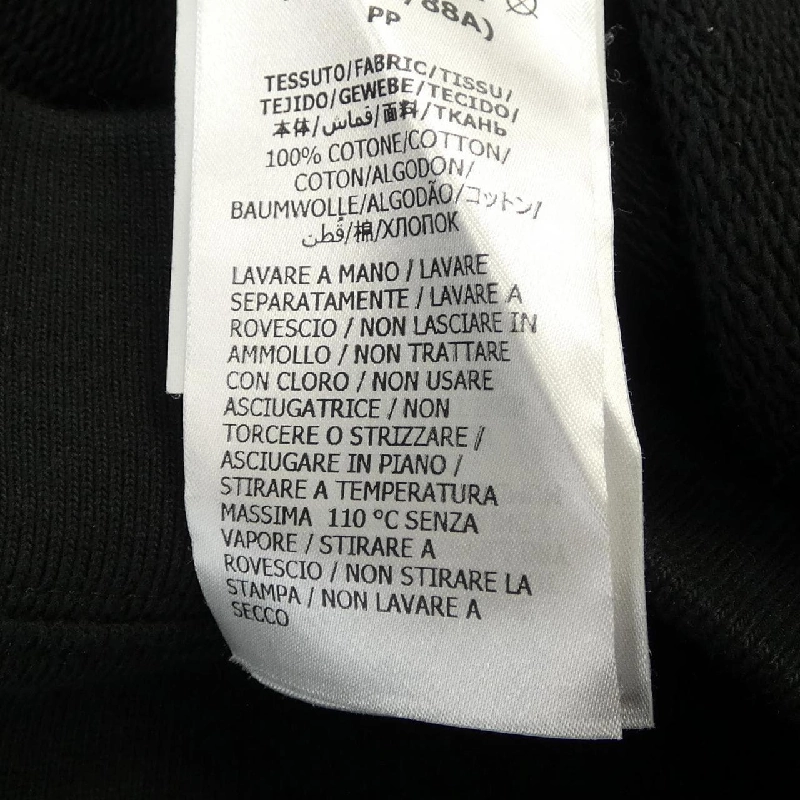 /88A)
PP
TESSUTO/FABRIC/TISSU/
TEJIDO/GEWEBE/TECIDO/
本体/قماش/面料/ТКАНЬ
100% COTONE/COTTON/
COTON/ALGODON/
BAUMWOLLE/ALGODÃO/コットン/
قطن/棉/ХЛОПОК
LAVARE A MANO / LAVARE
SEPARATAMENTE / LAVARE A
ROVESCIO / NON LASCIARE IN
AMMOLLO / NON TRATTARE
CON CLORO / NON USARE
ASCIUGATRICE / NON
TORCERE O STRIZZARE /
ASCIUGARE IN PIANO /
STIRARE A TEMPERATURA
MASSIMA 110 °C SENZA
VAPORE / STIRARE A
ROVESCIO / NON STIRARE LA
STAMPA / NON LAVARE A
SECCO